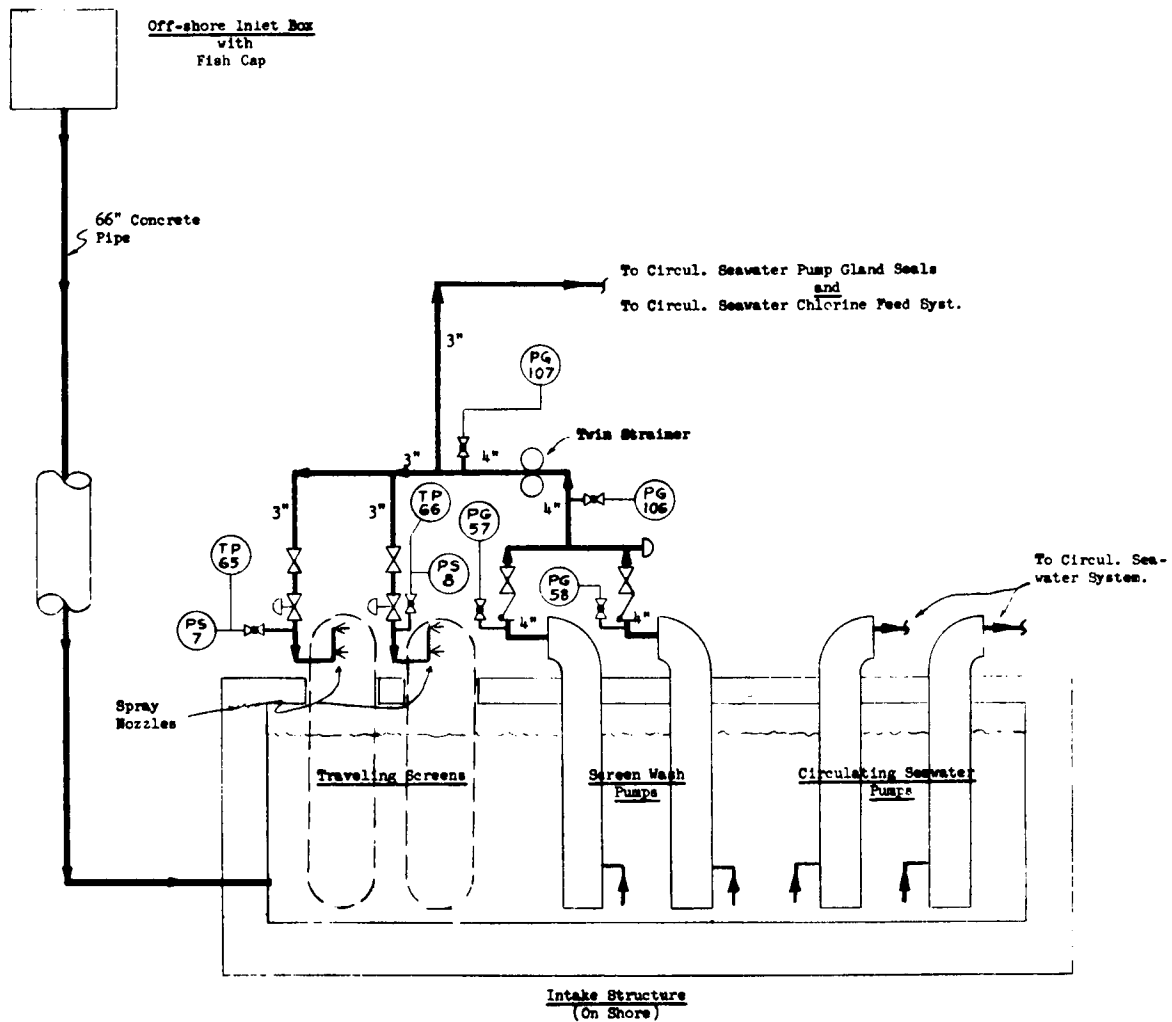 Off-shore Inlet Box
with
Fish Cap
66" Concrete
Pipe
To Circul. Seawater Pump Gland Seals
and
To Circul. Seawater Chlorine Feed Syst.
3"
PG
107
Twin Strainer
3"
4"
3"
3"
TP
66
PG
57
4"
PG
106
TP
65
PS
8
PG
58
To Circul. Sea-
water System.
PS
7
4"
4"
Spray
Nozzles
Traveling Screens
Screen Wash
Pumps
Circulating Seawater
Pumps
Intake Structure
(On Shore)